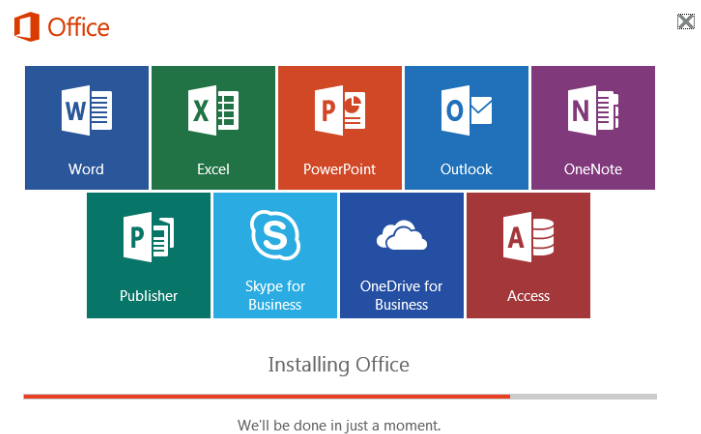 Office
W
X
P
O
N
Word
Excel
PowerPoint
Outlook
OneNote
P
S
A
Publisher
Skype for
Business
OneDrive for
Business
Access
Installing Office
We'll be done in just a moment.